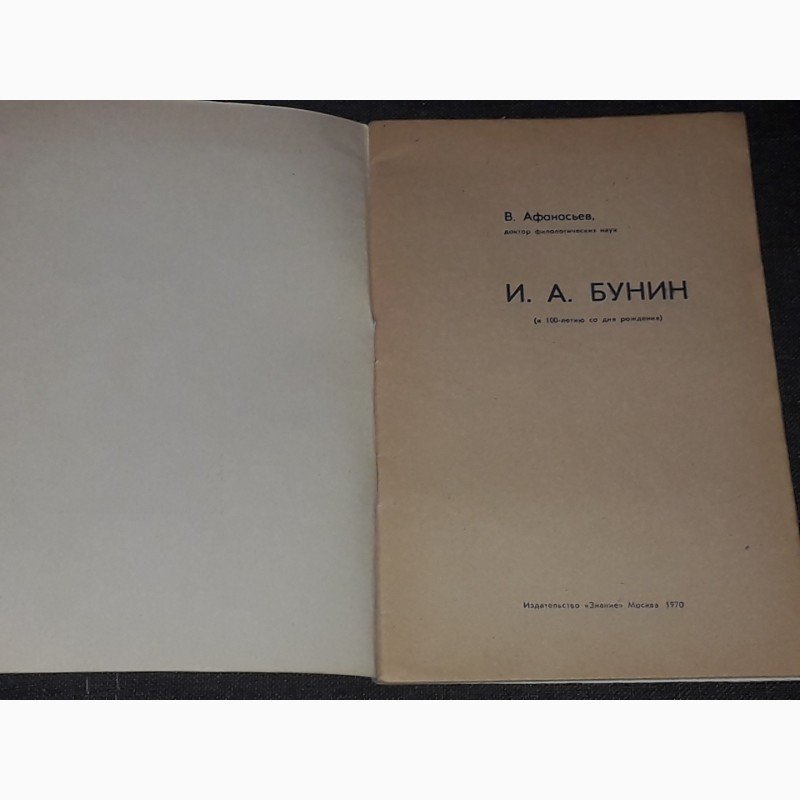 В. Афанасьев,
доктор филологических наук
И. А. БУНИН
(к 100-летию со дня рождения)
Издательство «Знание» Москва 1970